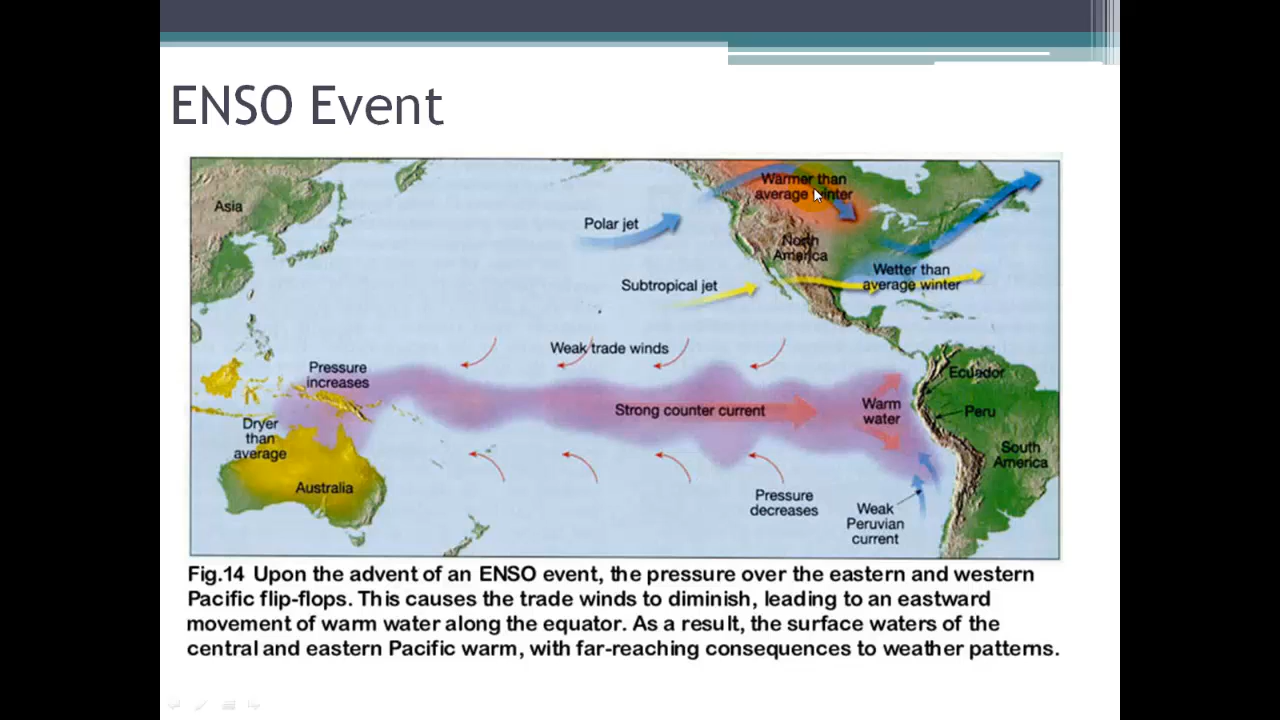 ENSO Event
Asia
Warmer than
average winter
Polar jet
North
America
Subtropical jet
Wetter than
average winter
Weak trade winds
Pressure
increases
Ecuador
Strong counter current
Warm
water
Peru
Dryer
than
average
South
America
Australia
Pressure
decreases
Weak
Peruvian
current
Fig.14 Upon the advent of an ENSO event, the pressure over the eastern and western
Pacific flip-flops. This causes the trade winds to diminish, leading to an eastward
movement of warm water along the equator. As a result, the surface waters of the
central and eastern Pacific warm, with far-reaching consequences to weather patterns.